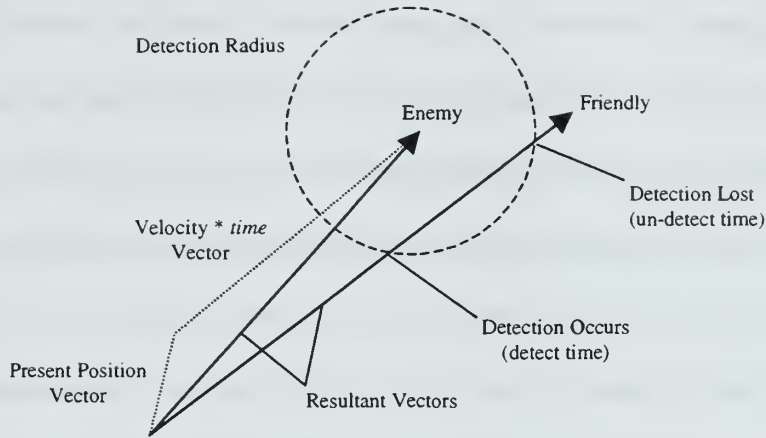 Detection Radius
Enemy
Friendly
Detection Lost
(un-detect time)
Velocity * time
Vector
Detection Occurs
(detect time)
Present Position
Vector
Resultant Vectors